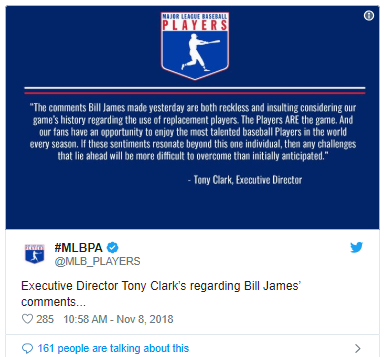 MAJOR LEAGUE BASEBALL
PLAYERS
"The comments Bill James made yesterday are both reckless and insulting considering our
game's history regarding the use of replacement players. The Players ARE the game. And
our fans have an opportunity to enjoy the most talented baseball Players in the world
every season. If these sentiments resonate beyond this one individual, then any challenges
that lie ahead will be more difficult to overcome than initially anticipated."
- Tony Clark, Executive Director
#MLBPA
@MLB_PLAYERS
Executive Director Tony Clark's regarding Bill James'
comments...
285 10:58 AM - Nov 8, 2018
161 people are talking about this